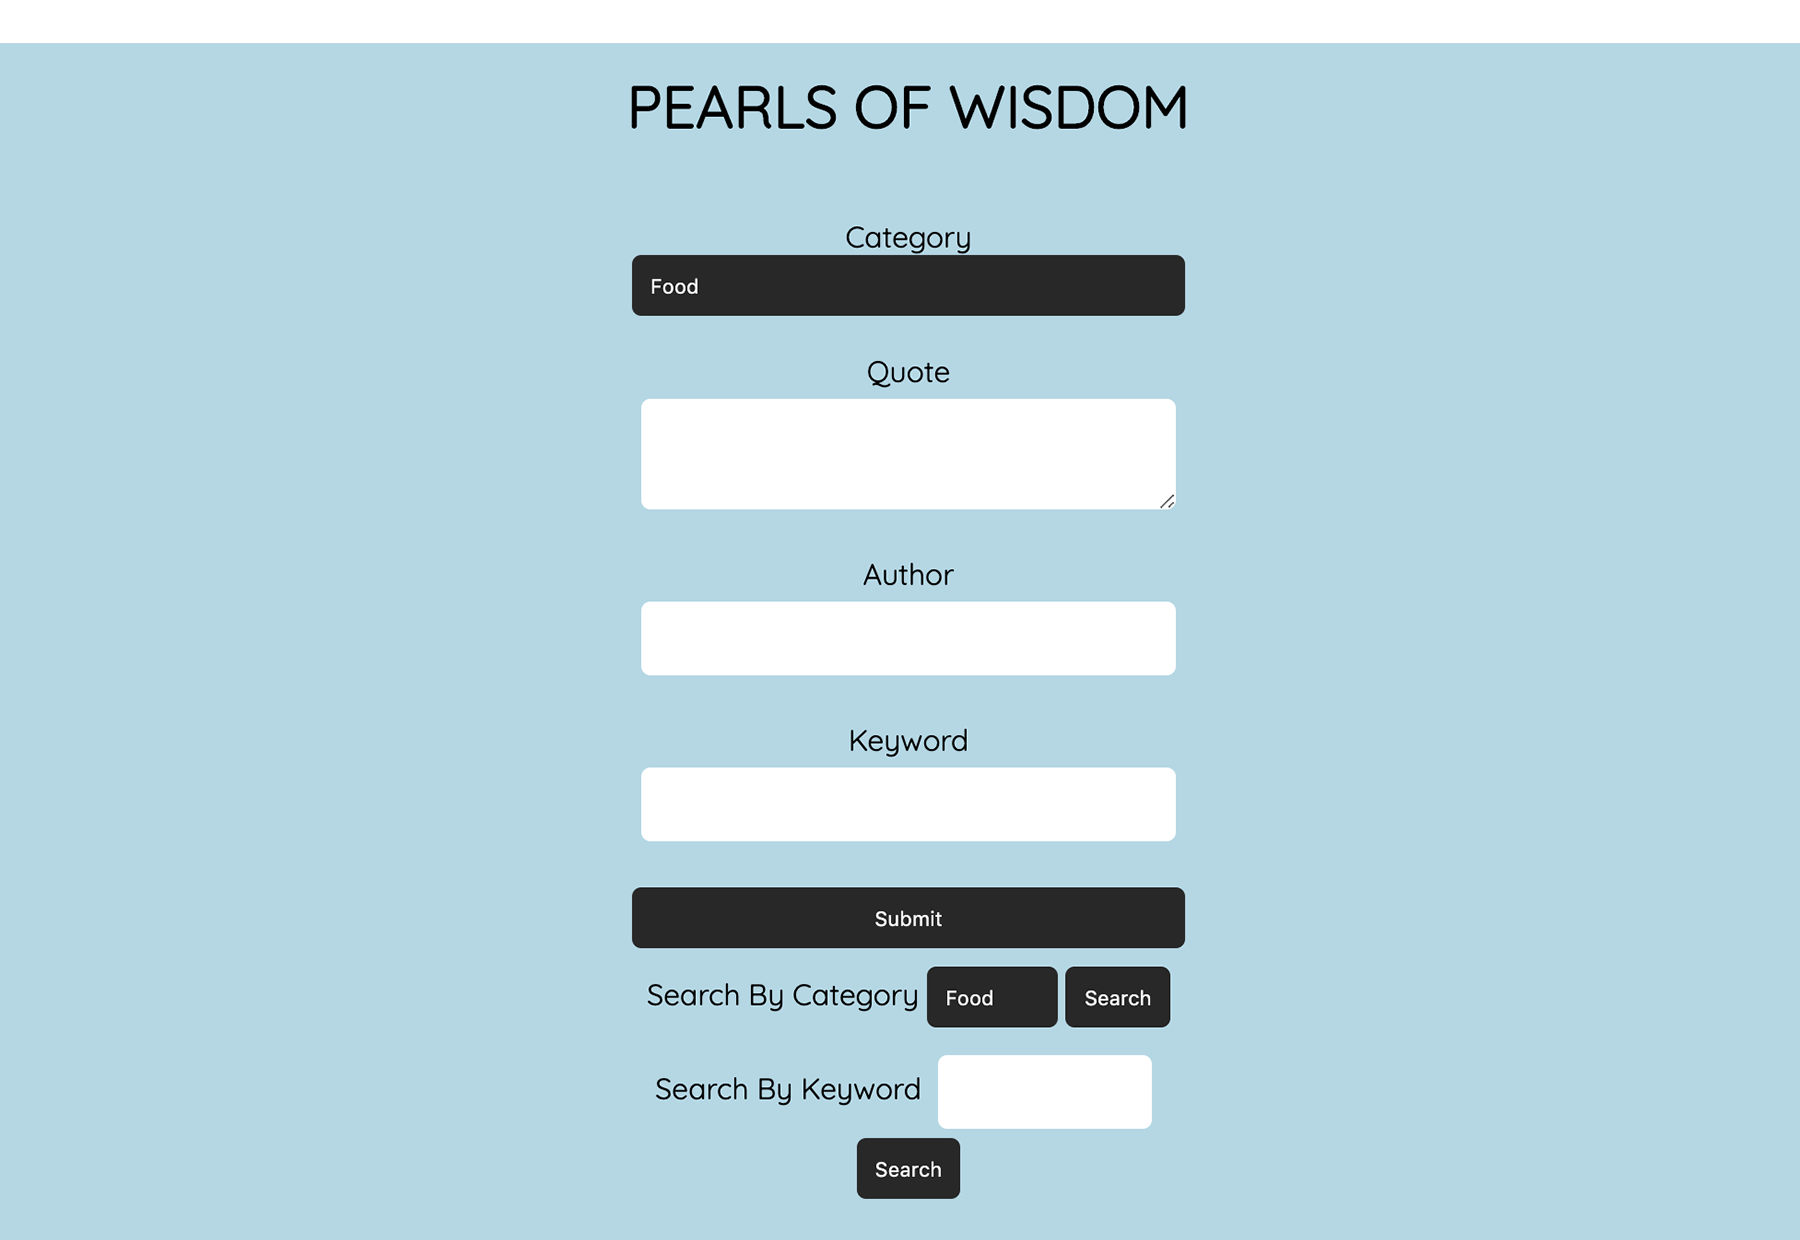 PEARLS OF WISDOM
Category
Food
Quote
Author
Keyword
Submit
Search By Category Food Search
Search By Keyword
Search